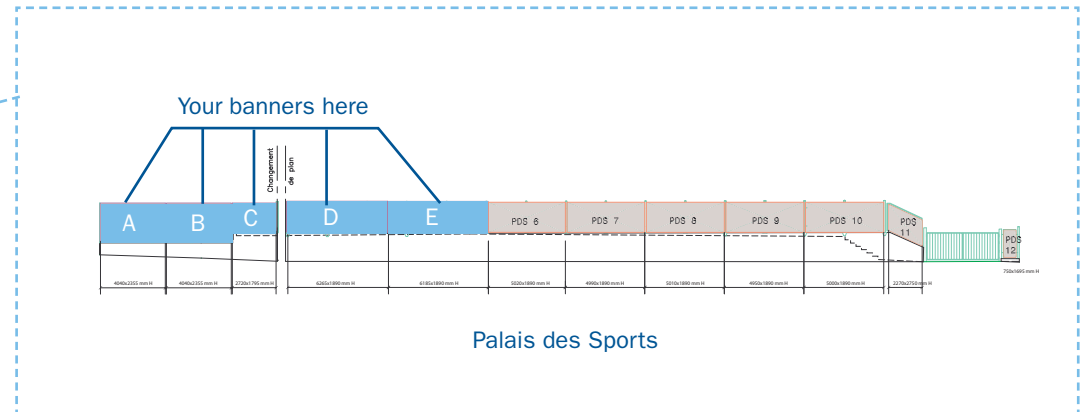 Your banners here
Changement
de plan
A
B
C
D
E
PDS 6
PDS 7
PDS 8
PDS 9
PDS 10
PDS
11
PDS
12
750x1695 mm H
4040x2355 mm H
4040x2355 mm H
2720x1795 mm H
6265x1890 mm H
6185x1890 mm H
5020x1890 mm H
4990x1890 mm H
5010x1890 mm H
4950x1890 mm H
5000x1890 mm H
2270x2750 mm H
Palais des Sports